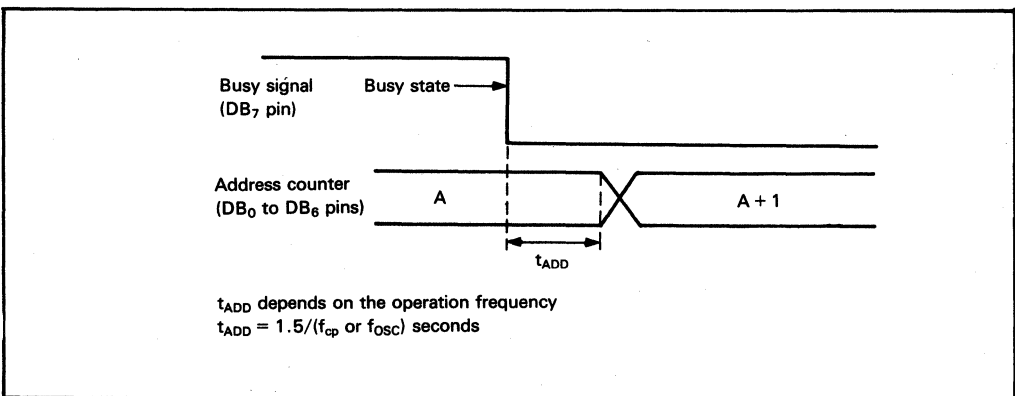 Busy signal Busy state
(DB7 pin)
Address counter
(DB0 to DB6 pins)
A A + 1
tADD
tADD depends on the operation frequency
tADD = 1.5/(fcp or fOSC) seconds